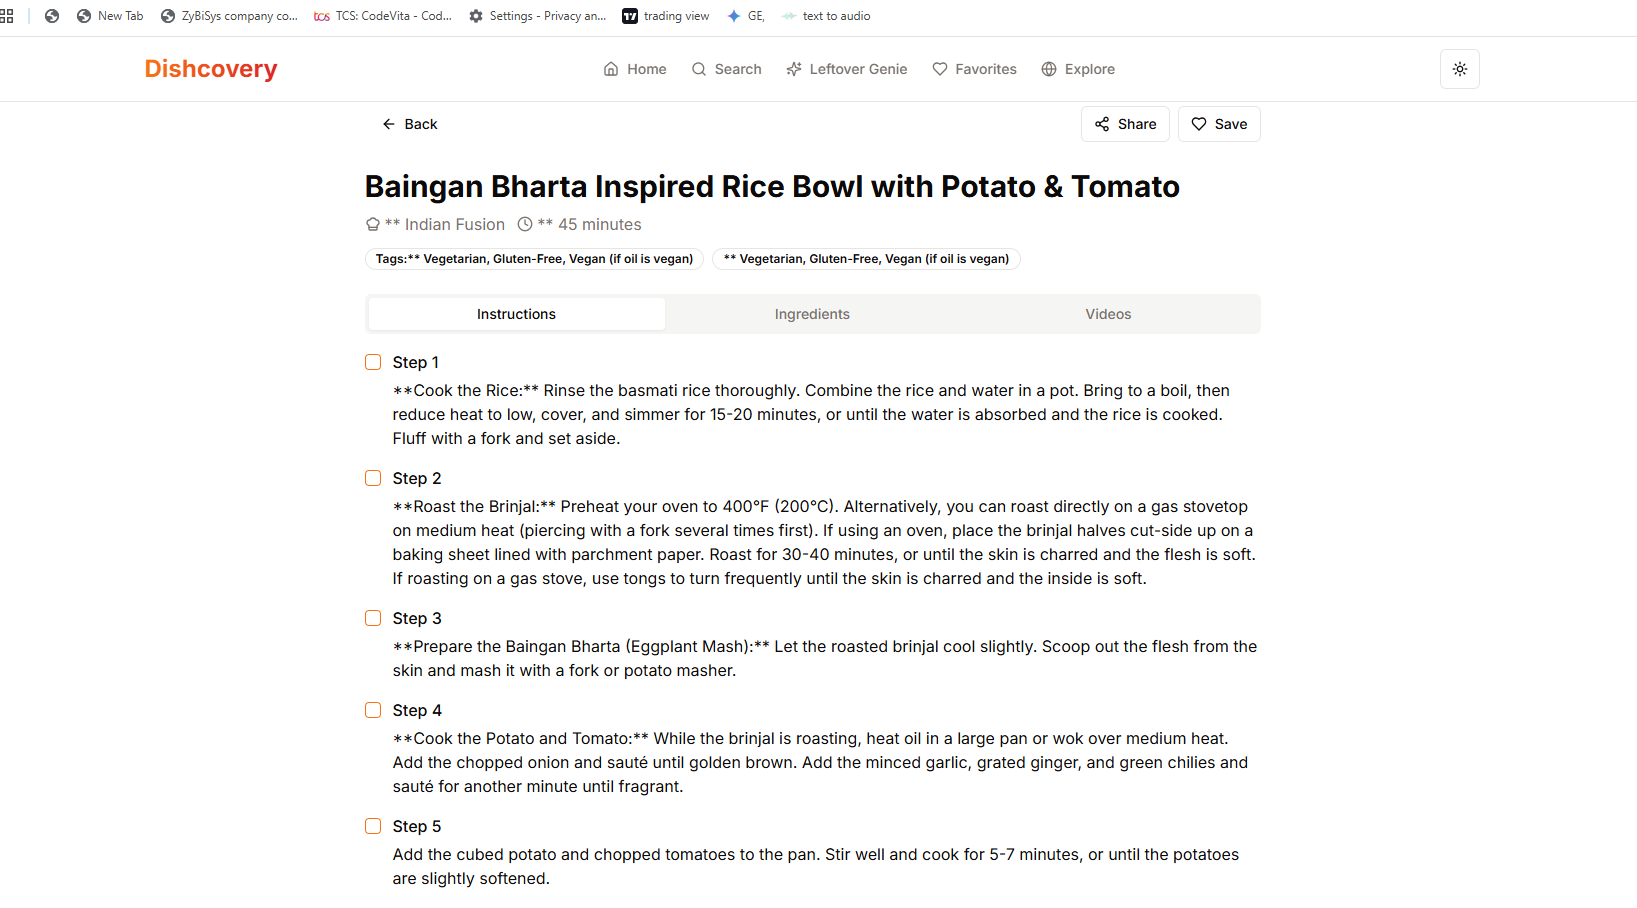 New Tab
ZyBiSys company co...
tcs TCS: CodeVita - Cod...
Settings - Privacy an...
trading view
GE,
text to audio
Dishcovery
Home
Search
Leftover Genie
Favorites
Explore
Back
Share
Save
Baingan Bharta Inspired Rice Bowl with Potato & Tomato
** Indian Fusion ** 45 minutes
Tags:** Vegetarian, Gluten-Free, Vegan (if oil is vegan)
** Vegetarian, Gluten-Free, Vegan (if oil is vegan)
Instructions
Ingredients
Videos
Step 1
**Cook the Rice:** Rinse the basmati rice thoroughly. Combine the rice and water in a pot. Bring to a boil, then
reduce heat to low, cover, and simmer for 15-20 minutes, or until the water is absorbed and the rice is cooked.
Fluff with a fork and set aside.
Step 2
**Roast the Brinjal:** Preheat your oven to 400°F (200°C). Alternatively, you can roast directly on a gas stovetop
on medium heat (piercing with a fork several times first). If using an oven, place the brinjal halves cut-side up on a
baking sheet lined with parchment paper. Roast for 30-40 minutes, or until the skin is charred and the flesh is soft.
If roasting on a gas stove, use tongs to turn frequently until the skin is charred and the inside is soft.
Step 3
**Prepare the Baingan Bharta (Eggplant Mash):** Let the roasted brinjal cool slightly. Scoop out the flesh from the
skin and mash it with a fork or potato masher.
Step 4
**Cook the Potato and Tomato:** While the brinjal is roasting, heat oil in a large pan or wok over medium heat.
Add the chopped onion and sauté until golden brown. Add the minced garlic, grated ginger, and green chilies and
sauté for another minute until fragrant.
Step 5
Add the cubed potato and chopped tomatoes to the pan. Stir well and cook for 5-7 minutes, or until the potatoes
are slightly softened.